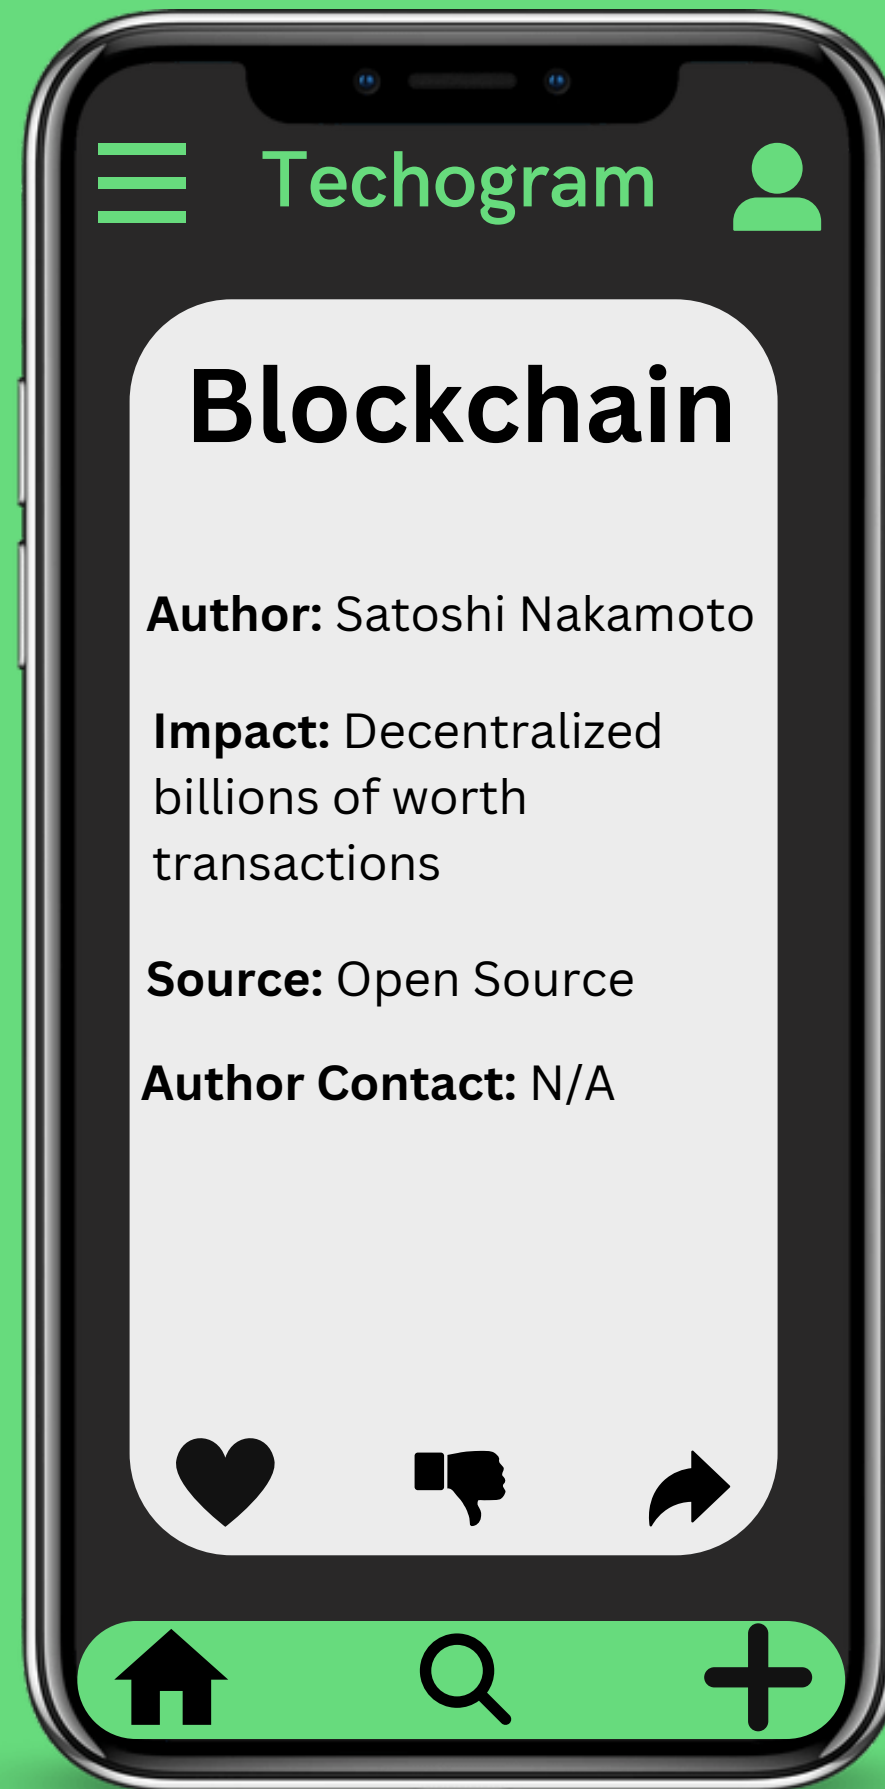 Techogram
Blockchain
Author: Satoshi Nakamoto
Impact: Decentralized
billions of worth
transactions
Source: Open Source
Author Contact: N/A